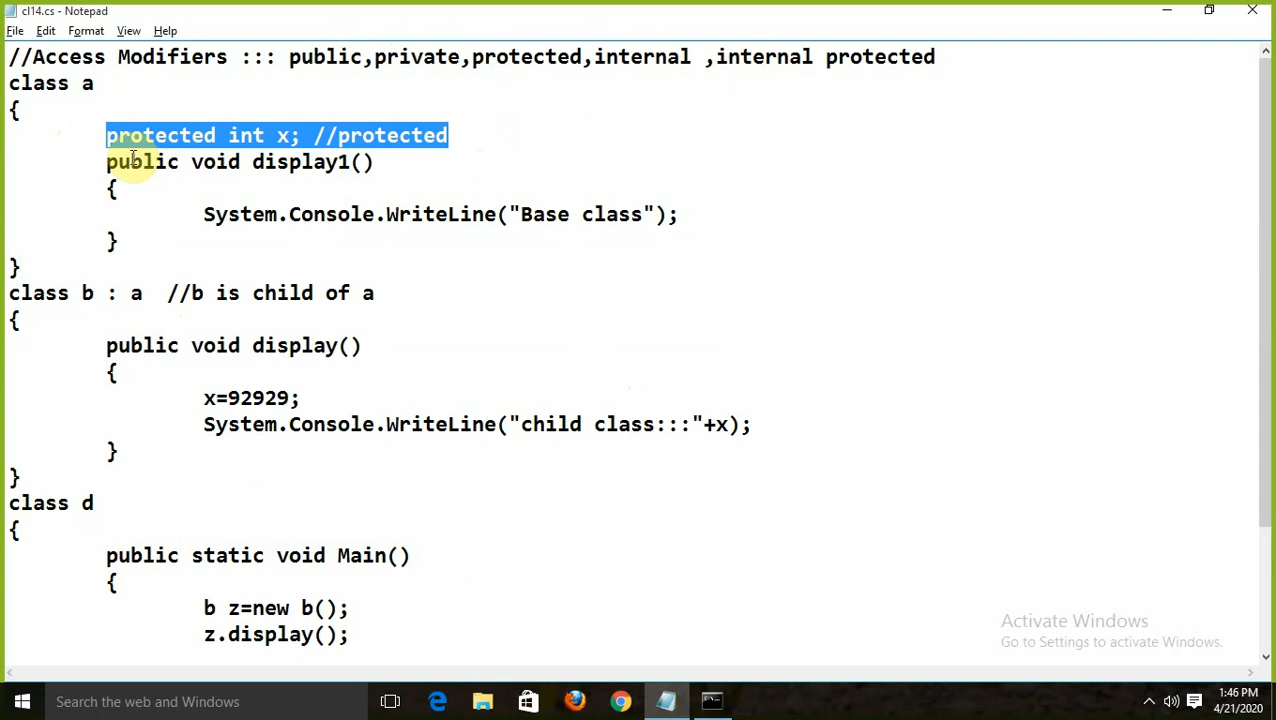 cl14.cs - Notepad
File Edit Format View Help
//Access Modifiers ::: public,private,protected,internal ,internal protected
class a
{
protected int x; //protected
public void display1()
{
System.Console.WriteLine("Base class");
}
}
class b : a //b is child of a
{
public void display()
{
x=92929;
System.Console.WriteLine("child class:::"+x);
}
}
class d
{
public static void Main()
{
b z=new b();
z.display();
Activate Windows
Go to Settings to activate Windows.
Search the web and Windows
1:46 PM
4/21/2020